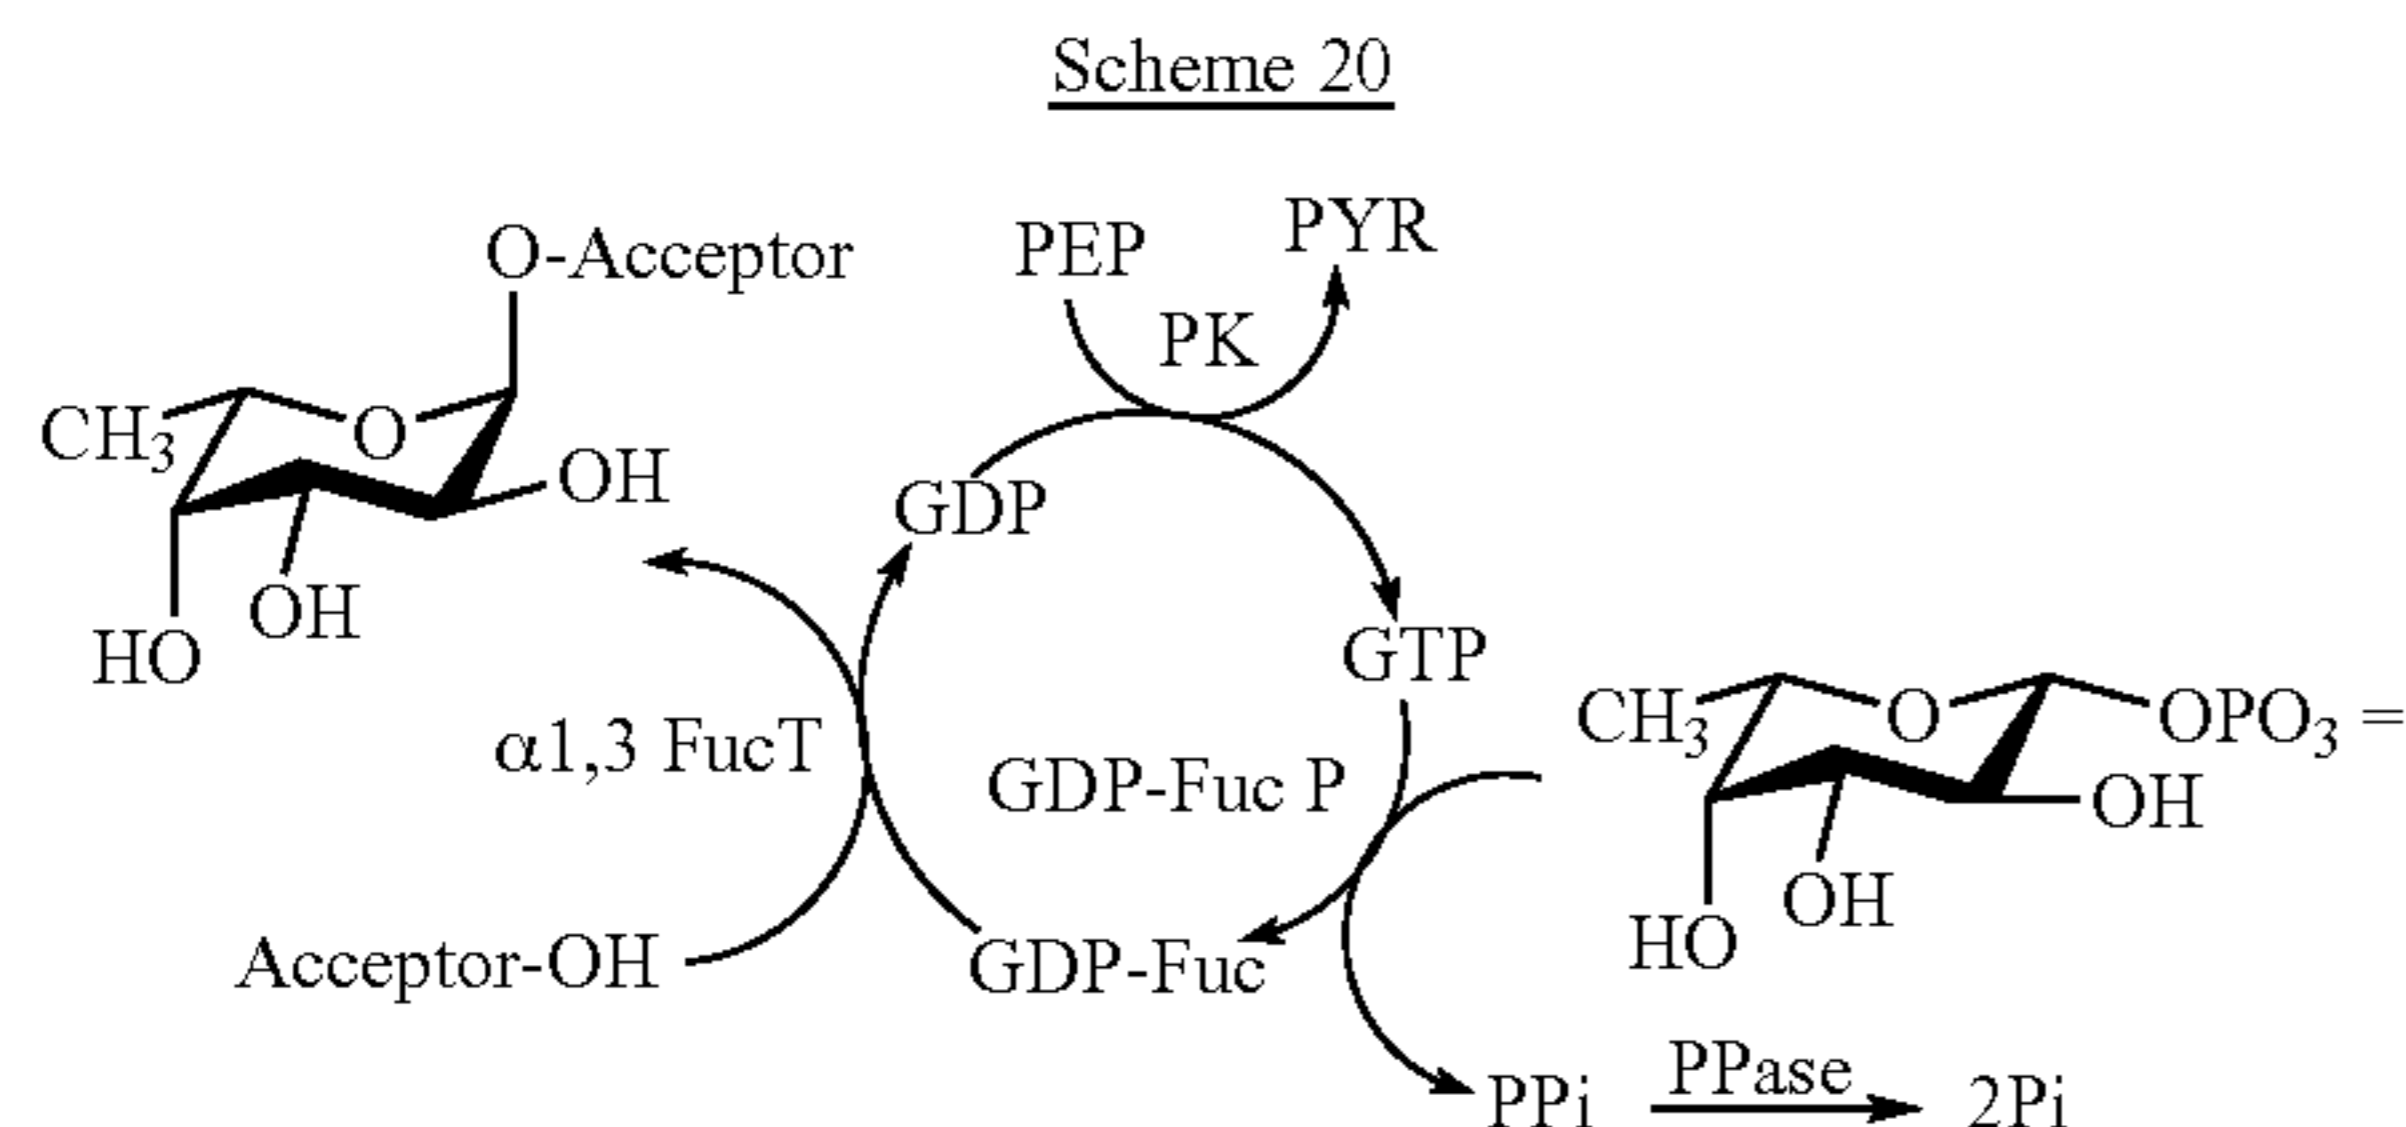 Scheme 20
O-Acceptor
PEP
PYR
PK
CH3
O
OH
GDP
OH
HO
GTP
α1,3 FucT
GDP-Fuc P
CH3
O
OPO3 =
OH
OH
HO
Acceptor-OH
GDP-Fuc
PPi
PPase
2Pi